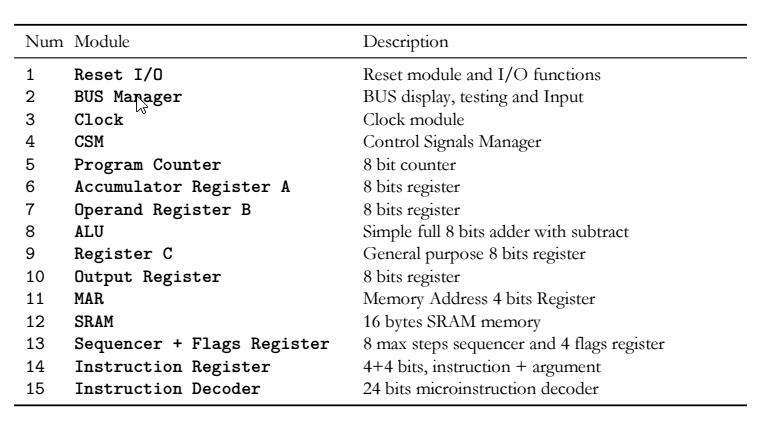 Num Module Description
1 Reset I/O Reset module and I/O functions
2 BUS Manager BUS display, testing and Input
3 Clock Clock module
4 CSM Control Signals Manager
5 Program Counter 8 bit counter
6 Accumulator Register A 8 bits register
7 Operand Register B 8 bits register
8 ALU Simple full 8 bits adder with subtract
9 Register C General purpose 8 bits register
10 Output Register 8 bits register
11 MAR Memory Address 4 bits Register
12 SRAM 16 bytes SRAM memory
13 Sequencer + Flags Register 8 max steps sequencer and 4 flags register
14 Instruction Register 4+4 bits, instruction + argument
15 Instruction Decoder 24 bits microinstruction decoder